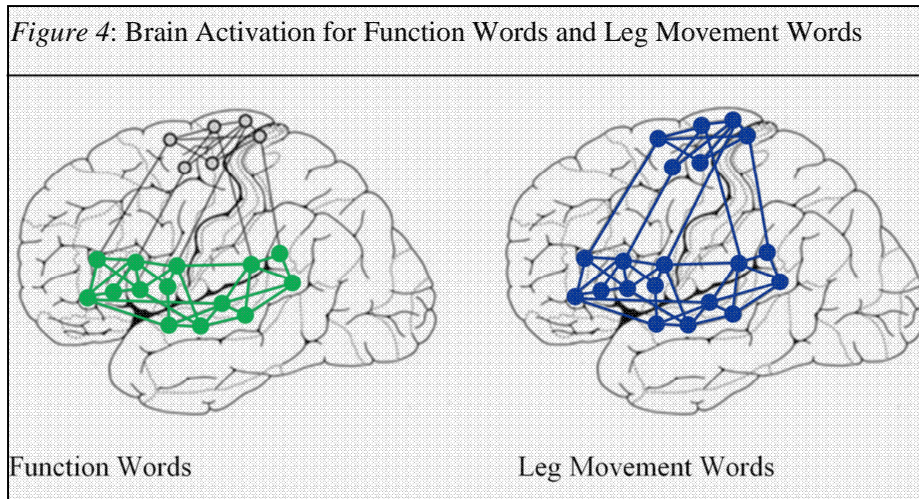 Figure 4: Brain Activation for Function Words and Leg Movement Words
Function Words
Leg Movement Words